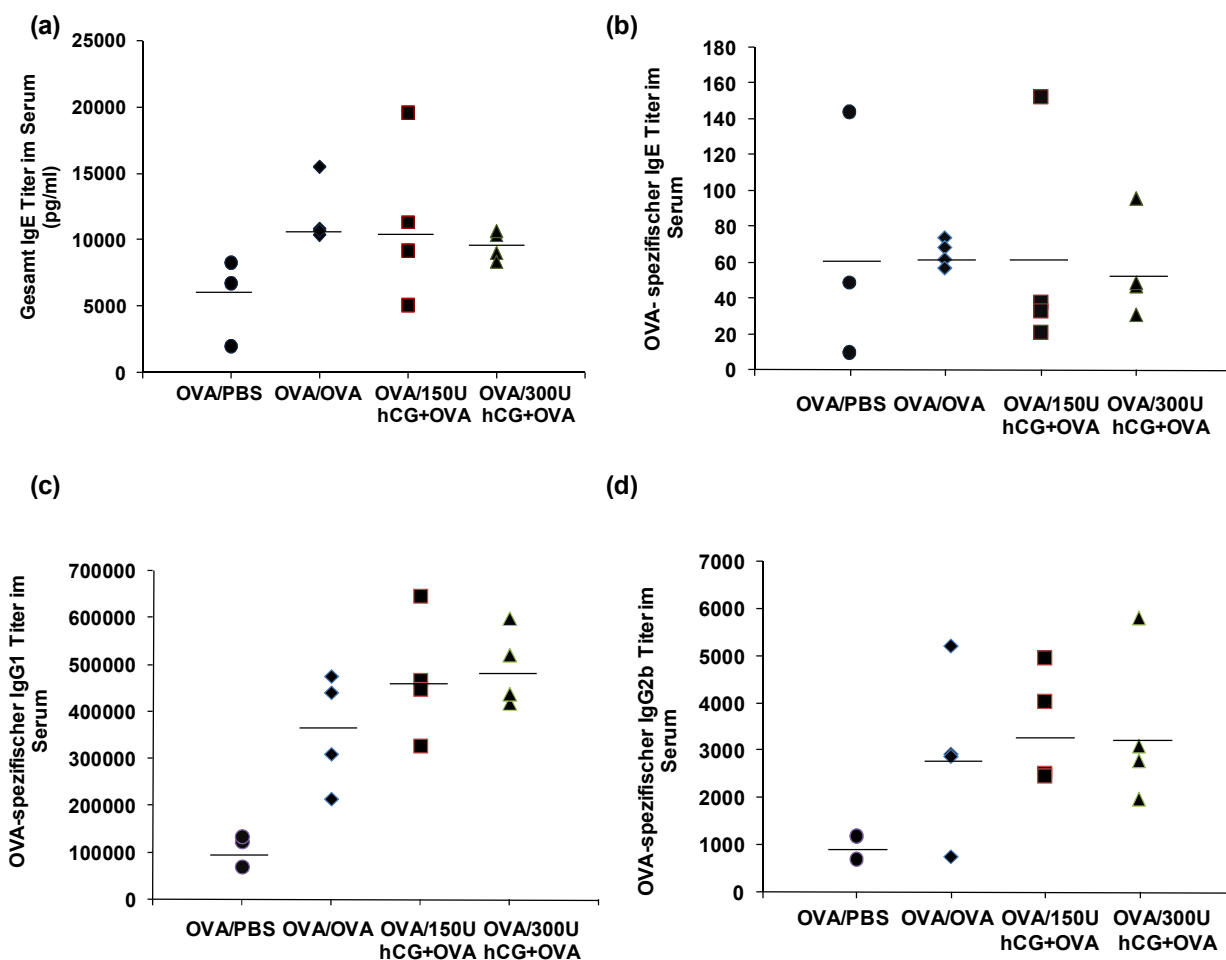 (a)
Gesamt IgE Titer im Serum
(pg/ml)
25000
20000
15000
10000
5000
0
OVA/PBS OVA/OVA OVA/150U OVA/300U
hCG+OVA hCG+OVA
(b)
OVA- spezifischer IgE Titer im
Serum
180
160
140
120
100
80
60
40
20
0
OVA/PBS OVA/OVA OVA/150U OVA/300U
hCG+OVA hCG+OVA
(c)
OVA-spezifischer IgG1 Titer im
Serum
700000
600000
500000
400000
300000
200000
100000
0
OVA/PBS OVA/OVA OVA/150U OVA/300U
hCG+OVA hCG+OVA
(d)
OVA-spezifischer IgG2b Titer im
Serum
7000
6000
5000
4000
3000
2000
1000
0
OVA/PBS OVA/OVA OVA/150U OVA/300U
hCG+OVA hCG+OVA